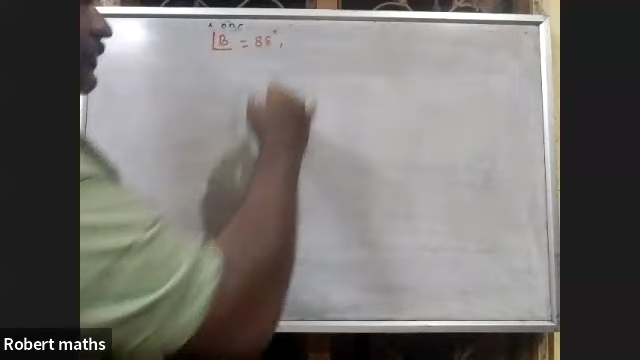 ∠B = 88°,
Robert maths